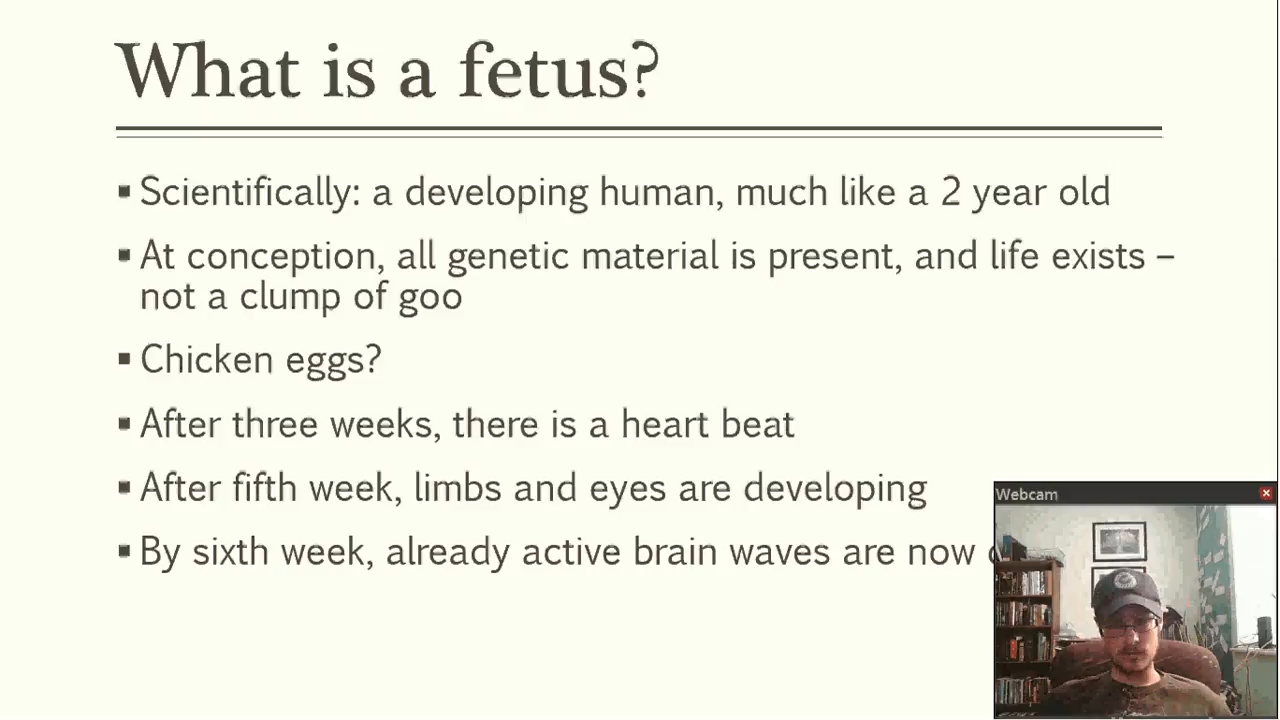 What is a fetus?
▪ Scientifically: a developing human, much like a 2 year old
▪ At conception, all genetic material is present, and life exists –
not a clump of goo
▪ Chicken eggs?
▪ After three weeks, there is a heart beat
▪ After fifth week, limbs and eyes are developing
▪ By sixth week, already active brain waves are now
Webcam